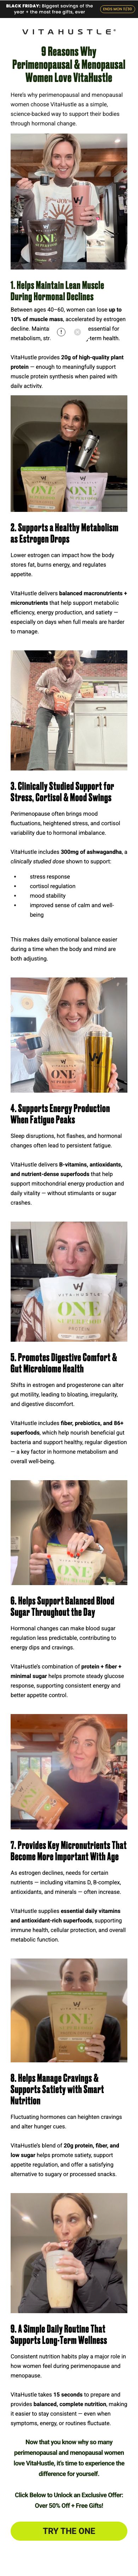 BLACK FRIDAY: Biggest savings of the
year + the most free gifts, ever
ENDS MON 11/30
VITAHUSTLE
9 Reasons Why
Perimenopausal & Menopausal
Women Love VitaHustle
Here's why perimenopausal and menopausal
women choose VitaHustle as a simple,
science-backed way to support their bodies
through hormonal change.
ONE
SUPERFOOD
1. Helps Maintain Lean Muscle
During Hormonal Declines
Between ages 40–60, women can lose up to
10% of muscle mass, accelerated by estrogen
decline. Mainta essential for
metabolism, str -term health.
VitaHustle provides 20g of high-quality plant
protein — enough to meaningfully support
muscle protein synthesis when paired with
daily activity.
ONE
ONE
2. Supports a Healthy Metabolism
as Estrogen Drops
Lower estrogen can impact how the body
stores fat, burns energy, and regulates
appetite.
VitaHustle delivers balanced macronutrients +
micronutrients that help support metabolic
efficiency, energy production, and satiety —
especially on days when full meals are harder
to manage.
3. Clinically Studied Support for
Stress, Cortisol & Mood Swings
Perimenopause often brings mood
fluctuations, heightened stress, and cortisol
variability due to hormonal imbalance.
VitaHustle includes 300mg of ashwagandha, a
clinically studied dose shown to support:
• stress response
• cortisol regulation
• mood stability
• improved sense of calm and well-
being
This makes daily emotional balance easier
during a time when the body and mind are
both adjusting.
ONE
SUPERFOOD
4. Supports Energy Production
When Fatigue Peaks
Sleep disruptions, hot flashes, and hormonal
changes often lead to persistent fatigue.
VitaHustle delivers B-vitamins, antioxidants,
and nutrient-dense superfoods that help
support mitochondrial energy production and
daily vitality — without stimulants or sugar
crashes.
VITAHUSTLE
ONE
SUPERFOOD
PROTEIN
5. Promotes Digestive Comfort &
Gut Microbiome Health
Shifts in estrogen and progesterone can alter
gut motility, leading to bloating, irregularity,
and digestive discomfort.
VitaHustle includes fiber, prebiotics, and 86+
superfoods, which help nourish beneficial gut
bacteria and support healthy, regular digestion
— a key factor in hormone metabolism and
overall well-being.
ONE
6. Helps Support Balanced Blood
Sugar Throughout the Day
Hormonal changes can make blood sugar
regulation less predictable, contributing to
energy dips and cravings.
VitaHustle's combination of protein + fiber +
minimal sugar helps promote steady glucose
response, supporting consistent energy and
better appetite control.
ONE
7. Provides Key Micronutrients That
Become More Important With Age
As estrogen declines, needs for certain
nutrients — including vitamins D, B-complex,
antioxidants, and minerals — often increase.
VitaHustle supplies essential daily vitamins
and antioxidant-rich superfoods, supporting
immune health, cellular protection, and overall
metabolic function.
VITAHUSTLE
ONE
SUPERFOOD
8. Helps Manage Cravings &
Supports Satiety with Smart
Nutrition
Fluctuating hormones can heighten cravings
and alter hunger cues.
VitaHustle's blend of 20g protein, fiber, and
low sugar helps promote satiety, support
appetite regulation, and offer a satisfying
alternative to sugary or processed snacks.
9. A Simple Daily Routine That
Supports Long-Term Wellness
Consistent nutrition habits play a major role in
how women feel during perimenopause and
menopause.
VitaHustle takes 15 seconds to prepare and
provides balanced, complete nutrition, making
it easier to stay consistent — even when
symptoms, energy, or routines fluctuate.
Now that you know why so many
perimenopausal and menopausal women
love VitaHustle, it's time to experience the
difference for yourself.
Click Below to Unlock an Exclusive Offer:
Over 50% Off + Free Gifts!
TRY THE ONE